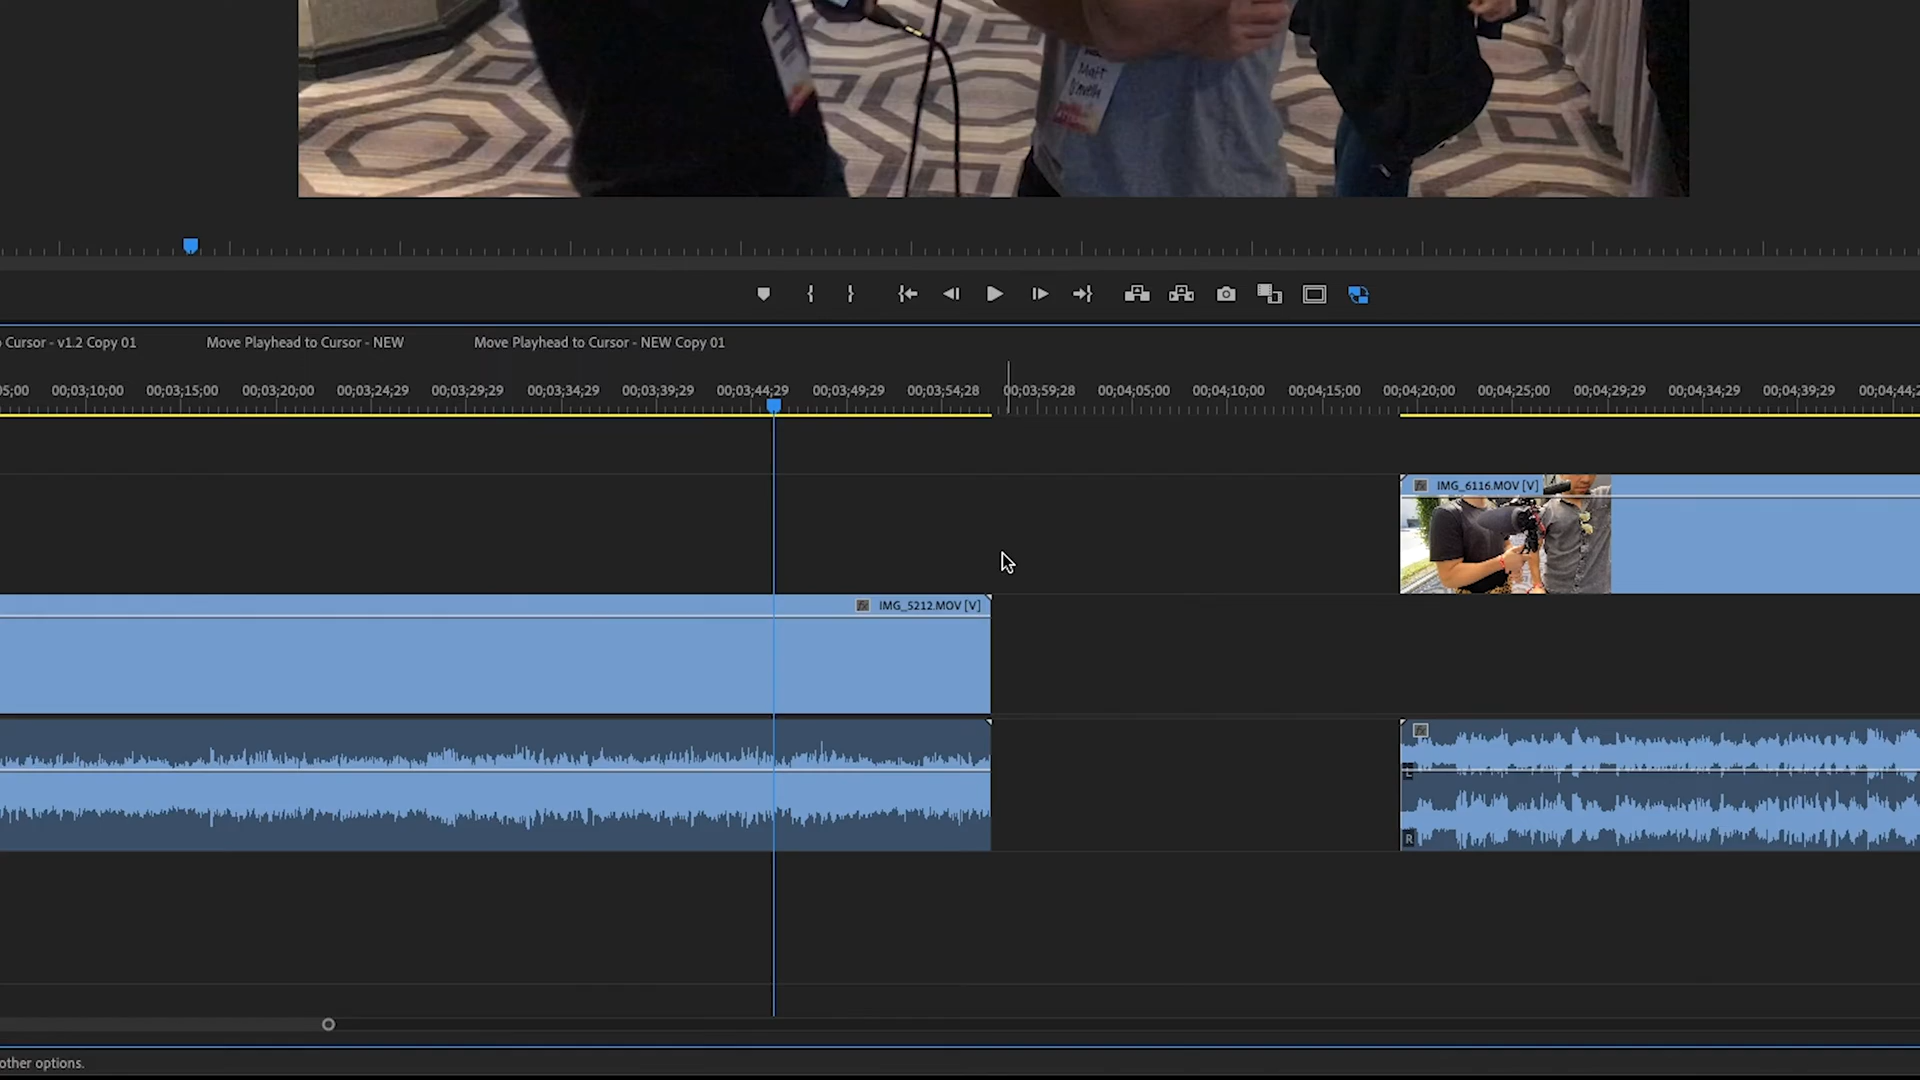 Matt
Cursor - v1.2 Copy 01
Move Playhead to Cursor - NEW
Move Playhead to Cursor - NEW Copy 01
05;00
00;03;10;00
00;03;15;00
00;03;20;00
00;03;24;29
00;03;29;29
00;03;34;29
00;03;39;29
00;03;44;29
00;03;49;29
00;03;54;28
00;03;59;28
00;04;05;00
00;04;10;00
00;04;15;00
00;04;20;00
00;04;25;00
00;04;29;29
00;04;34;29
00;04;39;29
00;04;44;2
fx IMG_6116.MOV [V]
fx IMG_5212.MOV [V]
fx
L
R
other options.